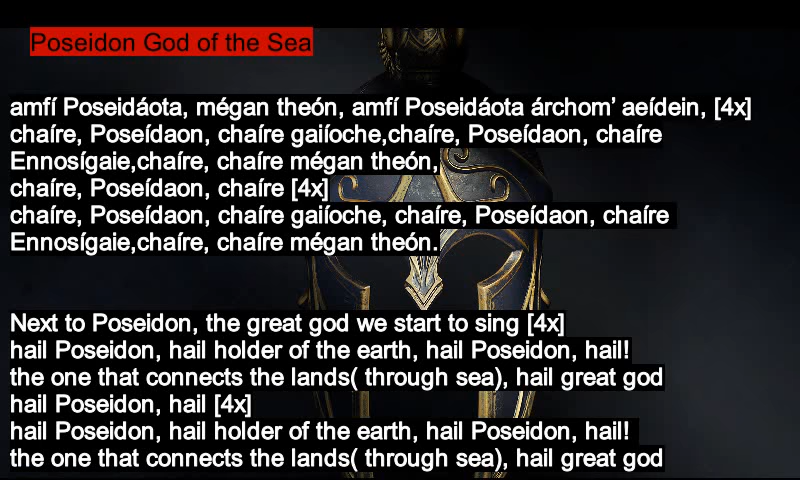 Poseidon God of the Sea
amfí Poseidáota, mégan theón, amfí Poseidáota árchom’ aeídein, [4x]
chaíre, Poseídaon, chaíre gaiíoche,chaíre, Poseídaon, chaíre
Ennosígaie,chaíre, chaíre mégan theón,
chaíre, Poseídaon, chaíre [4x]
chaíre, Poseídaon, chaíre gaiíoche, chaíre, Poseídaon, chaíre
Ennosígaie,chaíre, chaíre mégan theón.
Next to Poseidon, the great god we start to sing [4x]
hail Poseidon, hail holder of the earth, hail Poseidon, hail!
the one that connects the lands( through sea), hail great god
hail Poseidon, hail [4x]
hail Poseidon, hail holder of the earth, hail Poseidon, hail!
the one that connects the lands( through sea), hail great god